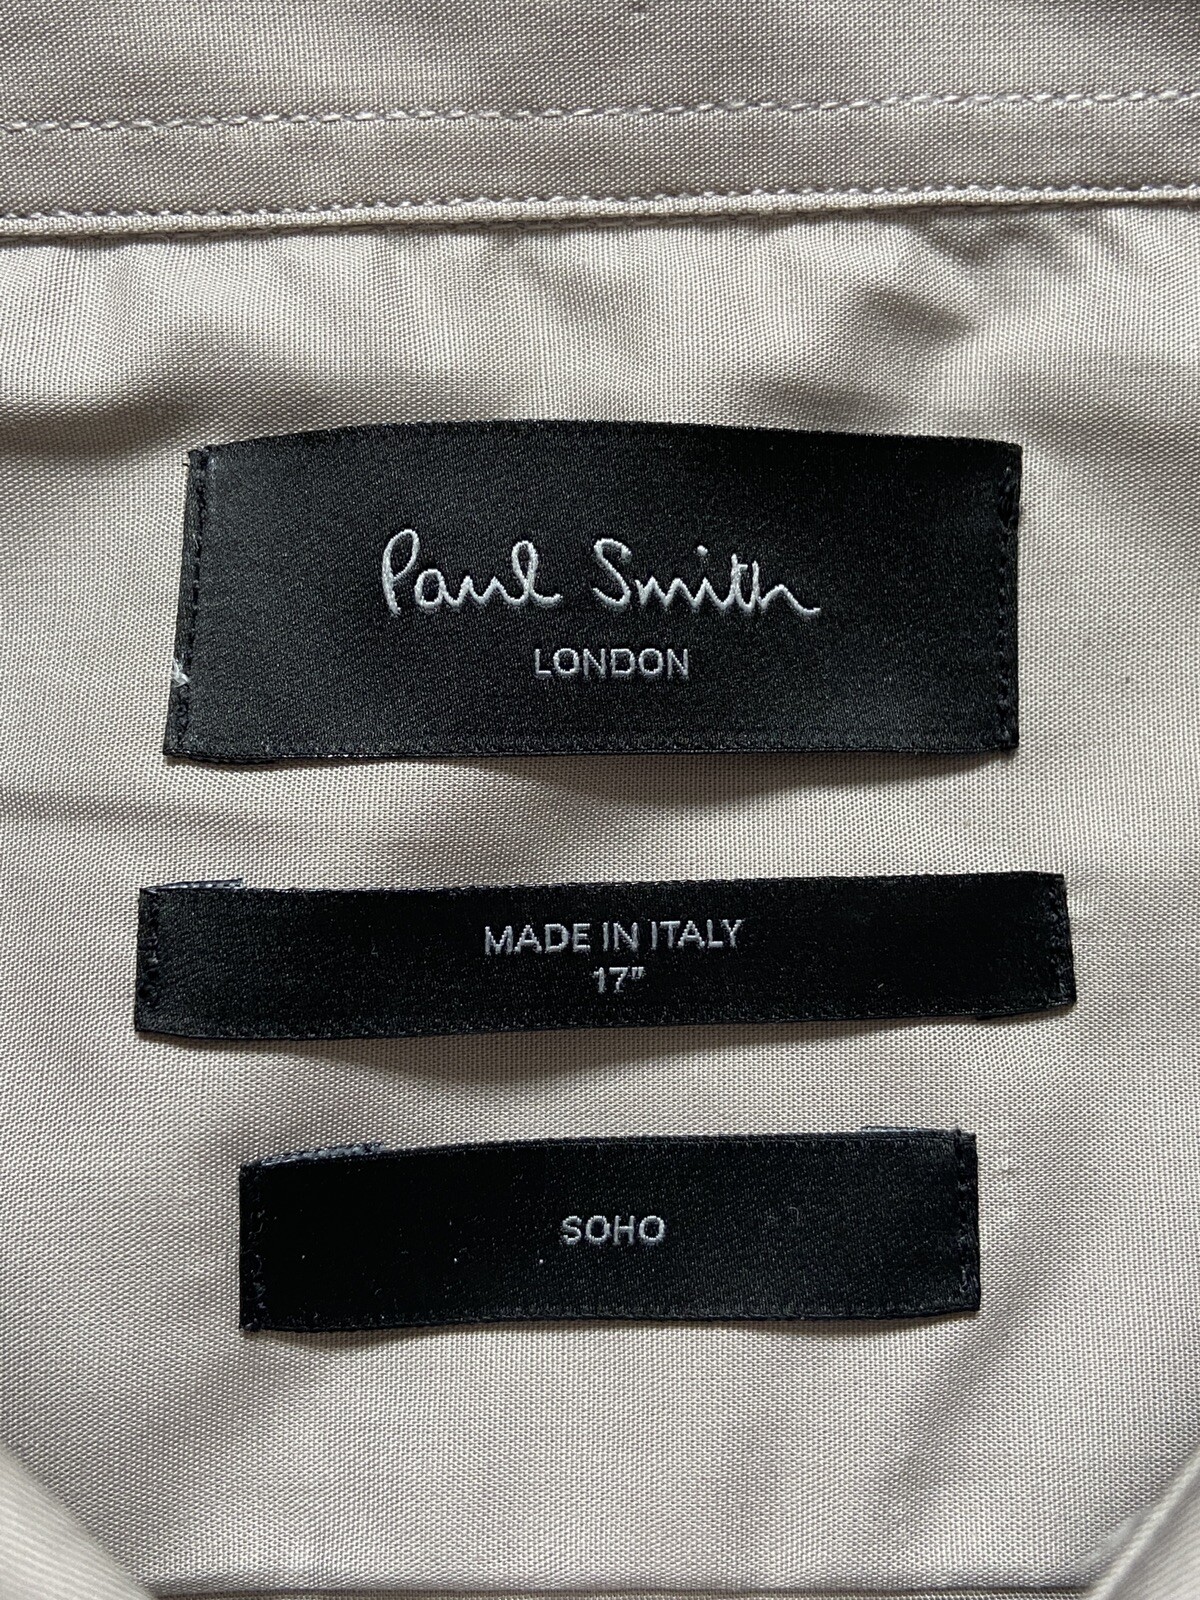 Paul Smith
LONDON
MADE IN ITALY
17"
SOHO